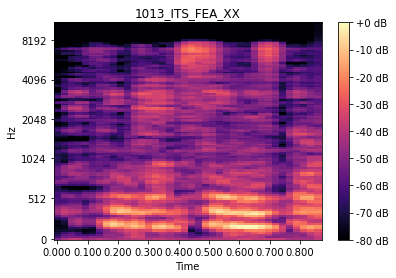 1013_ITS_FEA_XX
+0 dB
8192
-10 dB
4096
-20 dB
-30 dB
2048
Hz
-40 dB
1024
-50 dB
512
-60 dB
-70 dB
0
-80 dB
0.000 0.100 0.200 0.300 0.400 0.500 0.600 0.700 0.800
Time